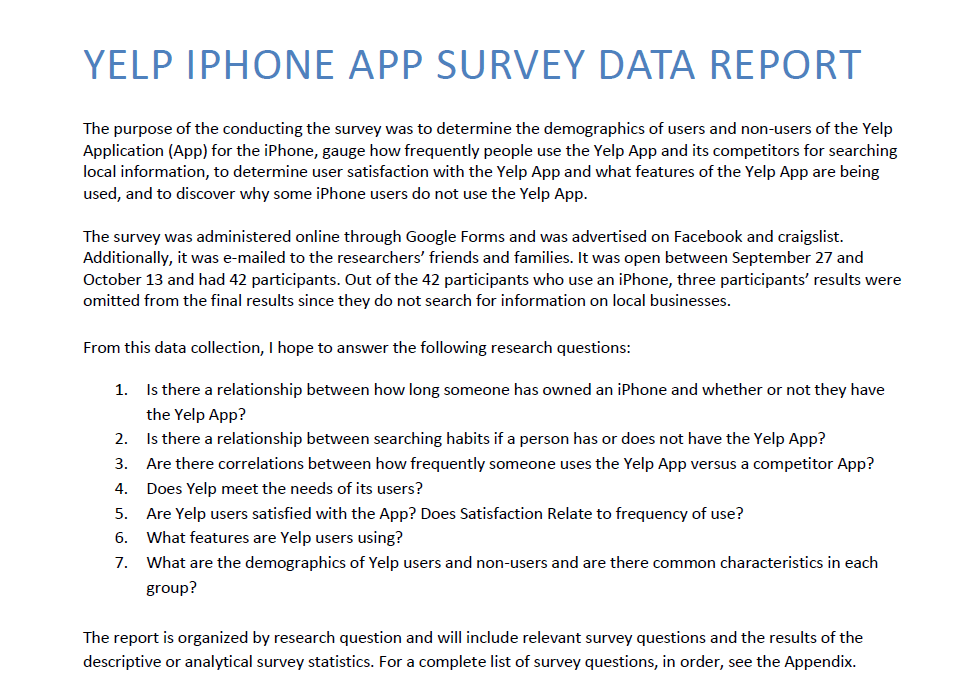 YELP IPHONE APP SURVEY DATA REPORT
The purpose of the conducting the survey was to determine the demographics of users and non-users of the Yelp
Application (App) for the iPhone, gauge how frequently people use the Yelp App and its competitors for searching
local information, to determine user satisfaction with the Yelp App and what features of the Yelp App are being
used, and to discover why some iPhone users do not use the Yelp App.
The survey was administered online through Google Forms and was advertised on Facebook and craigslist.
Additionally, it was e-mailed to the researchers’ friends and families. It was open between September 27 and
October 13 and had 42 participants. Out of the 42 participants who use an iPhone, three participants’ results were
omitted from the final results since they do not search for information on local businesses.
From this data collection, I hope to answer the following research questions:
1. Is there a relationship between how long someone has owned an iPhone and whether or not they have
the Yelp App?
2. Is there a relationship between searching habits if a person has or does not have the Yelp App?
3. Are there correlations between how frequently someone uses the Yelp App versus a competitor App?
4. Does Yelp meet the needs of its users?
5. Are Yelp users satisfied with the App? Does Satisfaction Relate to frequency of use?
6. What features are Yelp users using?
7. What are the demographics of Yelp users and non-users and are there common characteristics in each
group?
The report is organized by research question and will include relevant survey questions and the results of the
descriptive or analytical survey statistics. For a complete list of survey questions, in order, see the Appendix.